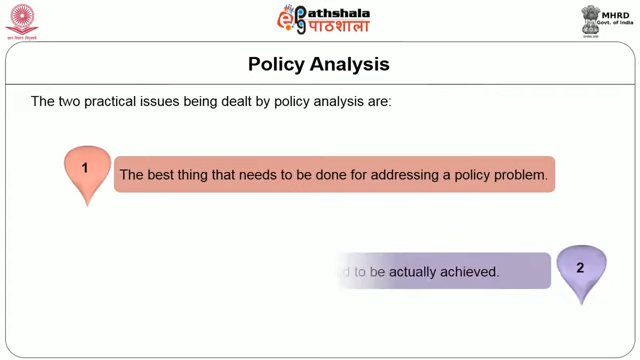 Pathshala
पाठशाला
MHRD
Govt. of India
Policy Analysis
The two practical issues being dealt by policy analysis are:
1
The best thing that needs to be done for addressing a policy problem.
to be actually achieved.
2